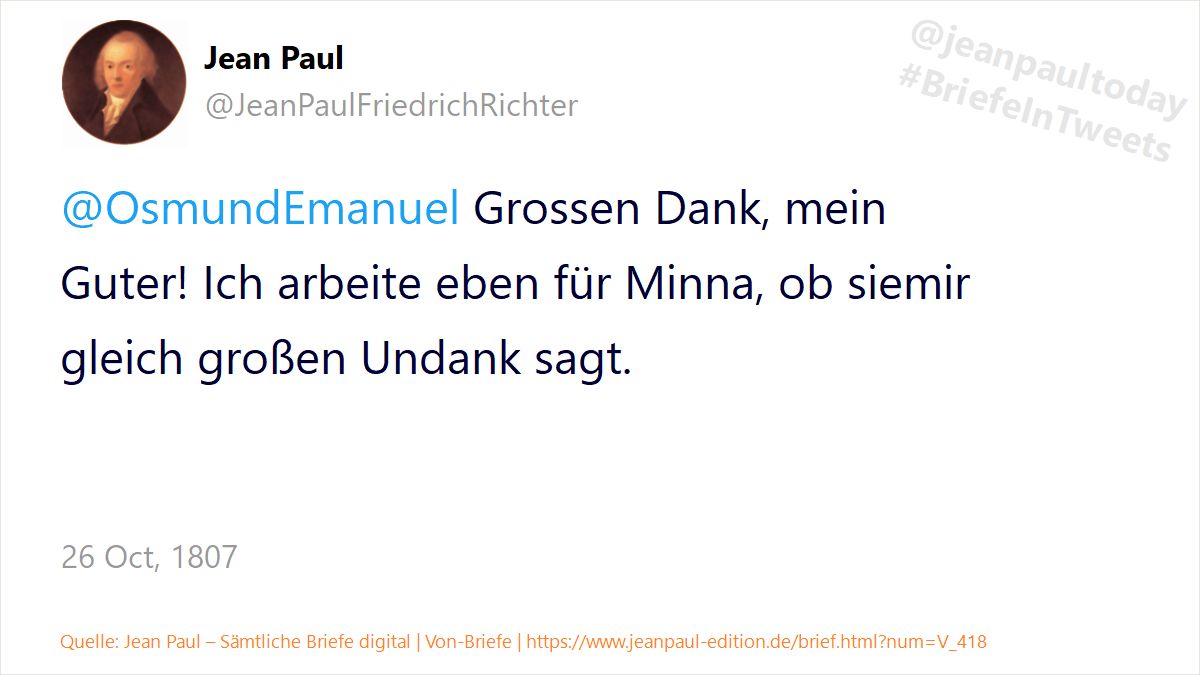 Jean Paul
@JeanPaulFriedrichRichter
@jeanpaultoday
#BriefeInTweets
@OsmundEmanuel Grossen Dank, mein
Guter! Ich arbeite eben für Minna, ob siemir
gleich großen Undank sagt.
26 Oct, 1807
Quelle: Jean Paul – Sämtliche Briefe digital | Von-Briefe | https://www.jeanpaul-edition.de/brief.html?num=V_418